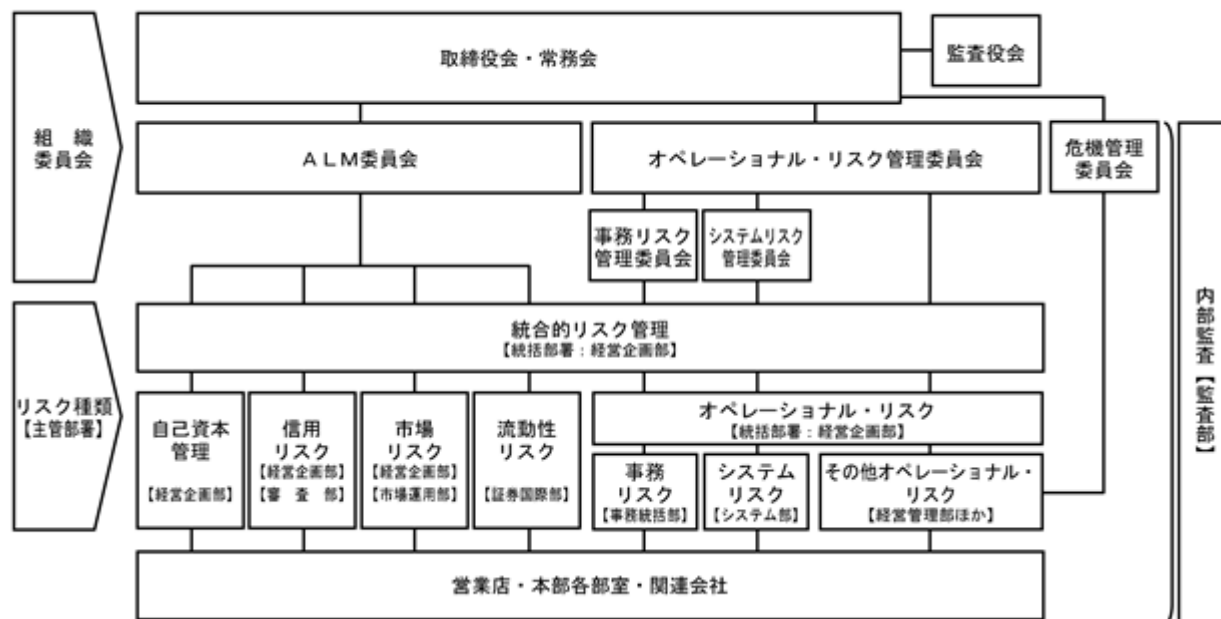 取締役会・常務会
監査役会
組　織
委員会
ＡＬＭ委員会
オペレーショナル・リスク管理委員会
危機管理
委員会
事務リスク
管理委員会
システムリスク
管理委員会
統合的リスク管理
【統括部署：経営企画部】
リスク種類
【主管部署】
自己資本
管理
【経営企画部】
信用
リスク
【経営企画部】
【審　査　部】
市場
リスク
【経営企画部】
【市場運用部】
流動性
リスク
【証券国際部】
オペレーショナル・リスク
【統括部署：経営企画部】
事務
リスク
【事務統括部】
システム
リスク
【システム部】
その他オペレーショナル・
リスク
【経営管理部ほか】
営業店・本部各部室・関連会社
内部監査【監査部】